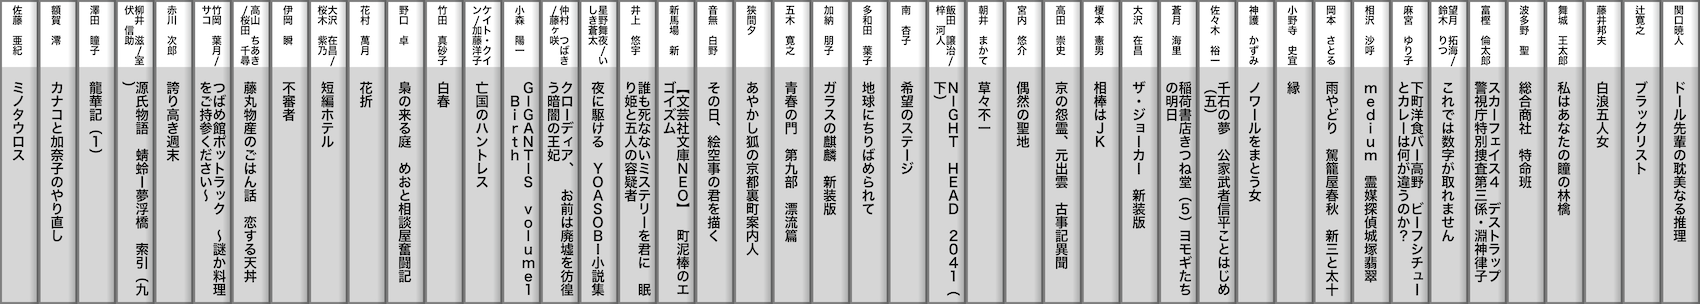 関口暁人
ドール先輩の耽美なる推理
辻寛之
ブラックリスト
藤井邦夫
白浪五人女
舞城　王太郎
私はあなたの瞳の林檎
波多野　聖
総合商社　特命班
富樫　倫太郎
スカーフェイス４　デストラップ
警視庁特別捜査第三係・淵神律子
望月　拓海/
鈴木　りつ
これでは数字が取れません
麻宮　ゆり子
下町洋食バー高野　ビーフシチュー
とカレーは何が違うのか？
相沢　沙呼
ｍｅｄｉｕｍ　霊媒探偵城塚翡翠
岡本　さとる
雨やどり　駕籠屋春秋　新三と太十
小野寺　史宜
縁
神護　かずみ
ノワールをまとう女
佐々木　裕一
千石の夢　公家武者信平ことはじめ
（五）
蒼月　海里
稲荷書店きつね堂（５）ヨモギたち
の明日
大沢　在昌
ザ・ジョーカー　新装版
榎本　憲男
相棒はＪＫ
高田　崇史
京の怨霊、元出雲　古事記異聞
宮内　悠介
偶然の聖地
朝井　まかて
草々不一
飯田　譲治/
梓　河人
ＮＩＧＨＴ　ＨＥＡＤ　２０４１（
下）
南　杏子
希望のステージ
多和田　葉子
地球にちりばめられて
加納　朋子
ガラスの麒麟　新装版
五木　寛之
青春の門　第九部　漂流篇
狭間夕
あやかし狐の京都裏町案内人
音無　白野
その日、絵空事の君を描く
新馬場　新
【文芸社文庫ＮＥＯ】　町泥棒のエ
ゴイズム
井上　悠宇
誰も死なないミステリーを君に　眠
り姫と五人の容疑者
星野舞夜/い
しき蒼太
夜に駆ける　ＹＯＡＳＯＢＩ小説集
仲村　つばき
/藤ヶ咲
クローディア、　お前は廃墟を彷徨
う暗闇の王妃
小森　陽一
ＧＩＧＡＮＴＩＳ　ｖｏｌｕｍｅ１
Ｂｉｒｔｈ
ケイト・クイ
ン/加藤洋子
亡国のハントレス
竹田　真砂子
白春
野口　卓
梟の来る庭　めおと相談屋奮闘記
花村　萬月
花折
大沢　在昌/
桜木　紫乃
短編ホテル
伊岡　瞬
不審者
高山　ちあき
/桜田　千尋
藤丸物産のごはん話　恋する天丼
竹岡　葉月/
サコ
つばめ館ポットラック　～謎か料理
をご持参ください～
赤川　次郎
誇り高き週末
柳井　滋/室
伏　信助
源氏物語　蜻蛉ー夢浮橋　索引（九
）
澤田　瞳子
龍華記（１）
額賀　澪
カナコと加奈子のやり直し
佐藤　亜紀
ミノタウロス